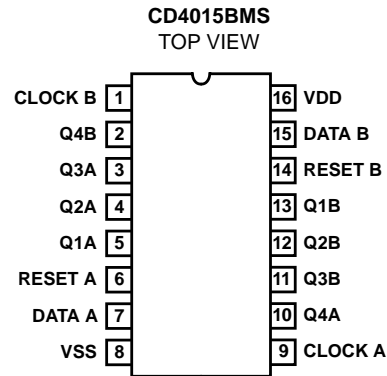 CD4015BMS
TOP VIEW
CLOCK B 1 16 VDD
Q4B 2 15 DATA B
Q3A 3 14 RESET B
Q2A 4 13 Q1B
Q1A 5 12 Q2B
RESET A 6 11 Q3B
DATA A 7 10 Q4A
VSS 8 9 CLOCK A